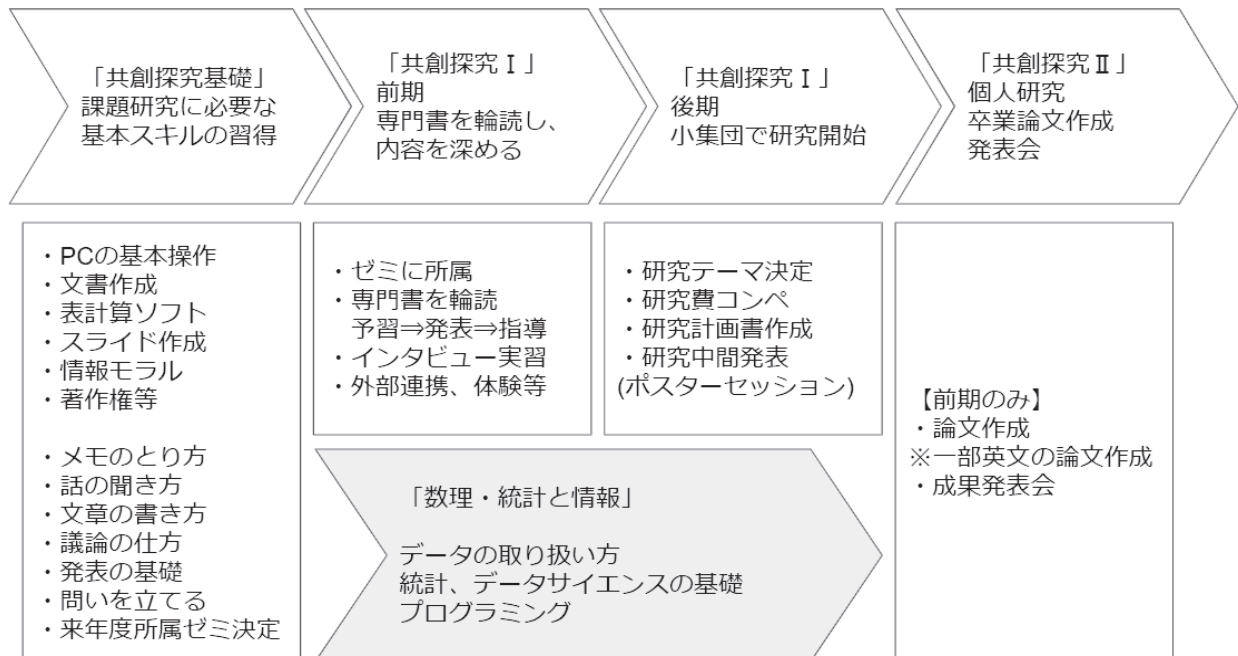 「共創探究基礎」
課題研究に必要な
基本スキルの習得
「共創探究Ⅰ」
前期
専門書を輪読し、
内容を深める
「共創探究Ⅰ」
後期
小集団で研究開始
「共創探究Ⅱ」
個人研究
卒業論文作成
発表会
・PCの基本操作
・文書作成
・表計算ソフト
・スライド作成
・情報モラル
・著作権等
・メモのとり方
・話の聞き方
・文章の書き方
・議論の仕方
・発表の基礎
・問いを立てる
・来年度所属ゼミ決定
・ゼミに所属
・専門書を輪読
予習⇒発表⇒指導
・インタビュー実習
・外部連携、体験等
・研究テーマ決定
・研究費コンペ
・研究計画書作成
・研究中間発表
(ポスターセッション)
「数理・統計と情報」
データの取り扱い方
統計、データサイエンスの基礎
プログラミング
【前期のみ】
・論文作成
※一部英文の論文作成
・成果発表会